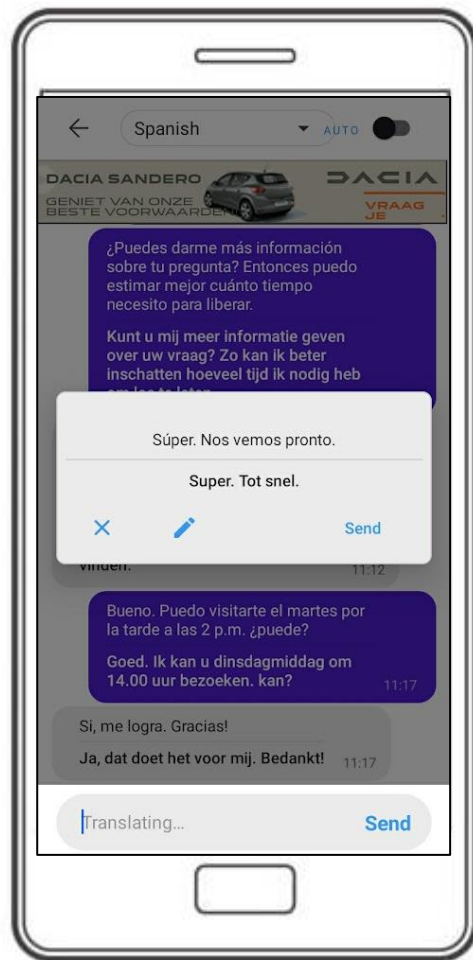 Spanish
AUTO
DACIA SANDERO
DACIA
GENIET VAN ONZE
BESTE VOORWAARDEN
VRAAG
JE
¿Puedes darme más información
sobre tu pregunta? Entonces puedo
estimar mejor cuánto tiempo
necesito para liberar.
Kunt u mij meer informatie geven
over uw vraag? Zo kan ik beter
inschatten hoeveel tijd ik nodig heb
Súper. Nos vemos pronto.
Super. Tot snel.
Send
vinden.
11:12
Bueno. Puedo visitarte el martes por
la tarde a las 2 p.m. ¿puede?
Goed. Ik kan u dinsdagmiddag om
14.00 uur bezoeken. kan?
11:17
Si, me logra. Gracias!
Ja, dat doet het voor mij. Bedankt!
11:17
Translating...
Send